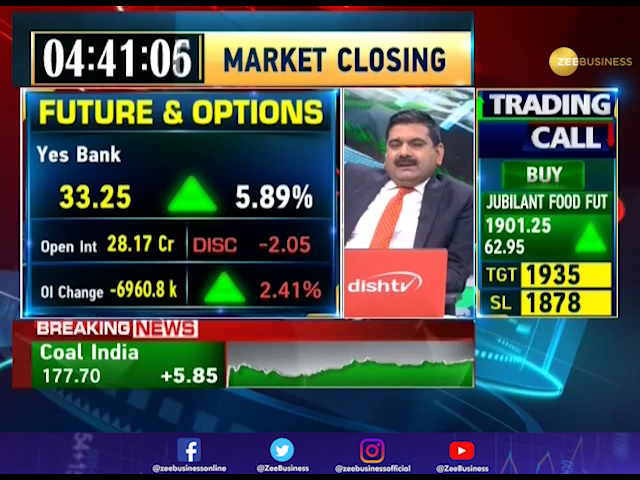 04:41:06
MARKET CLOSING
ZEEBUSINESS
FUTURE & OPTIONS
Yes Bank
33.25 5.89%
Open Int 28.17 Cr DISC -2.05
OI Change -6960.8 k 2.41%
dishtv
TRADING
CALL
BUY
JUBILANT FOOD FUT
1901.25
62.95
TGT 1935
SL 1878
BREAKING NEWS
Coal India
177.70 +5.85
@zeebusinessonline @ZeeBusiness @zeebusinessofficial @ZeeBusiness